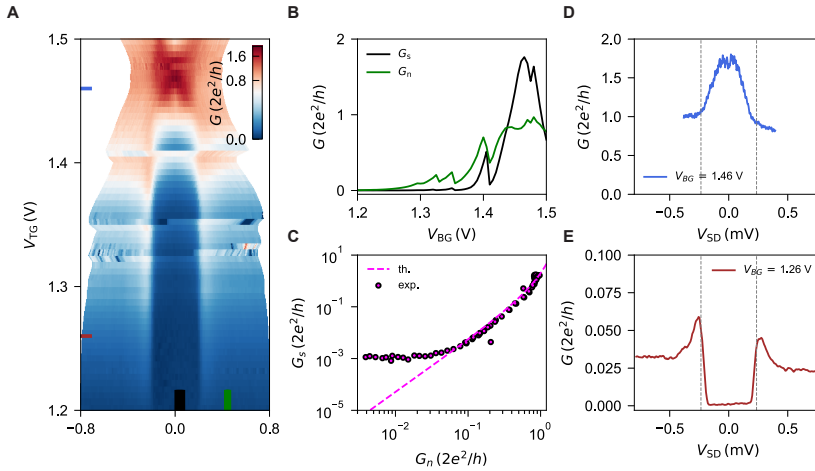 A
V_TG (V)
1.5
1.4
1.3
1.2
−0.8
0.0
0.8
G (2e²/h)
1.6
0.8
0.0
B
G (2e²/h)
2
1
0
G_s
G_n
1.2
1.3
1.4
1.5
V_BG (V)
C
G_s (2e²/h)
10¹
10⁻¹
10⁻³
10⁻⁵
th.
exp.
10⁻²
10⁻¹
10⁰
G_n (2e²/h)
D
G (2e²/h)
2.0
1.5
1.0
0.5
0.0
V_BG = 1.46 V
−0.5
0.0
0.5
V_SD (mV)
E
G (2e²/h)
0.100
0.075
0.050
0.025
0.000
V_BG = 1.26 V
−0.5
0.0
0.5
V_SD (mV)